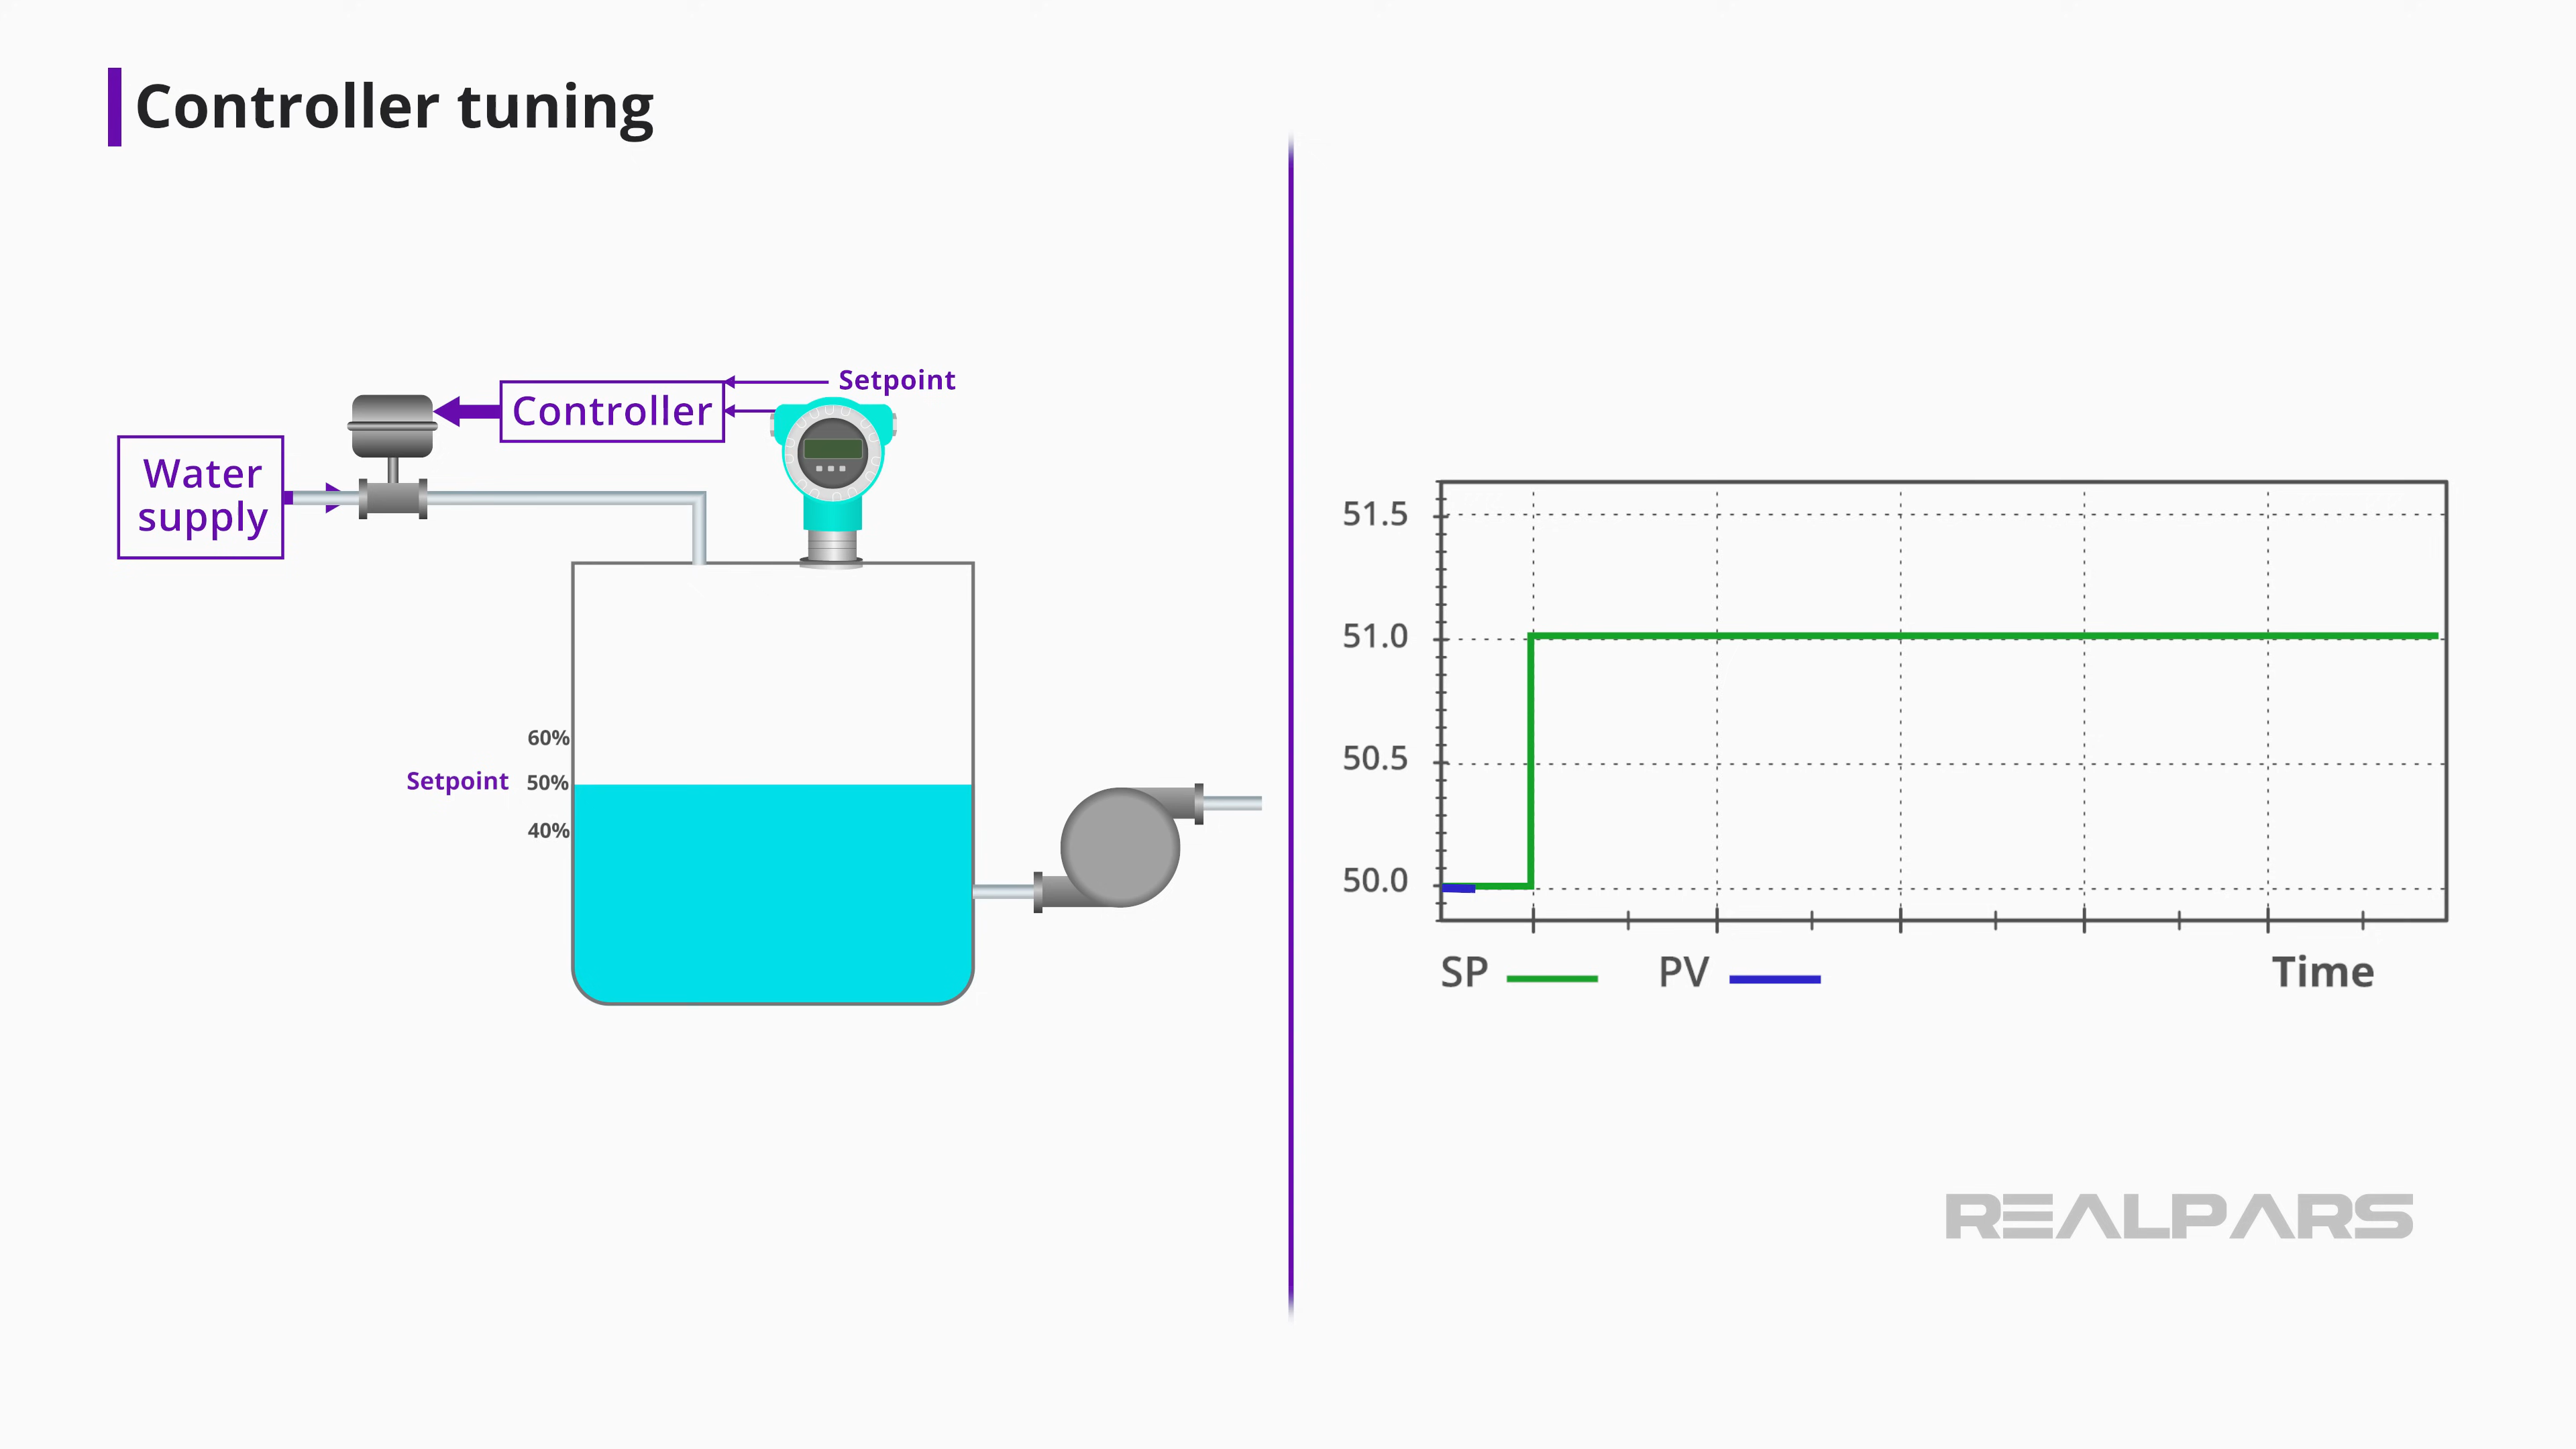 Controller tuning
Setpoint
Controller
Water
supply
60%
Setpoint 50%
40%
51.5
51.0
50.5
50.0
SP PV Time
REALPARS